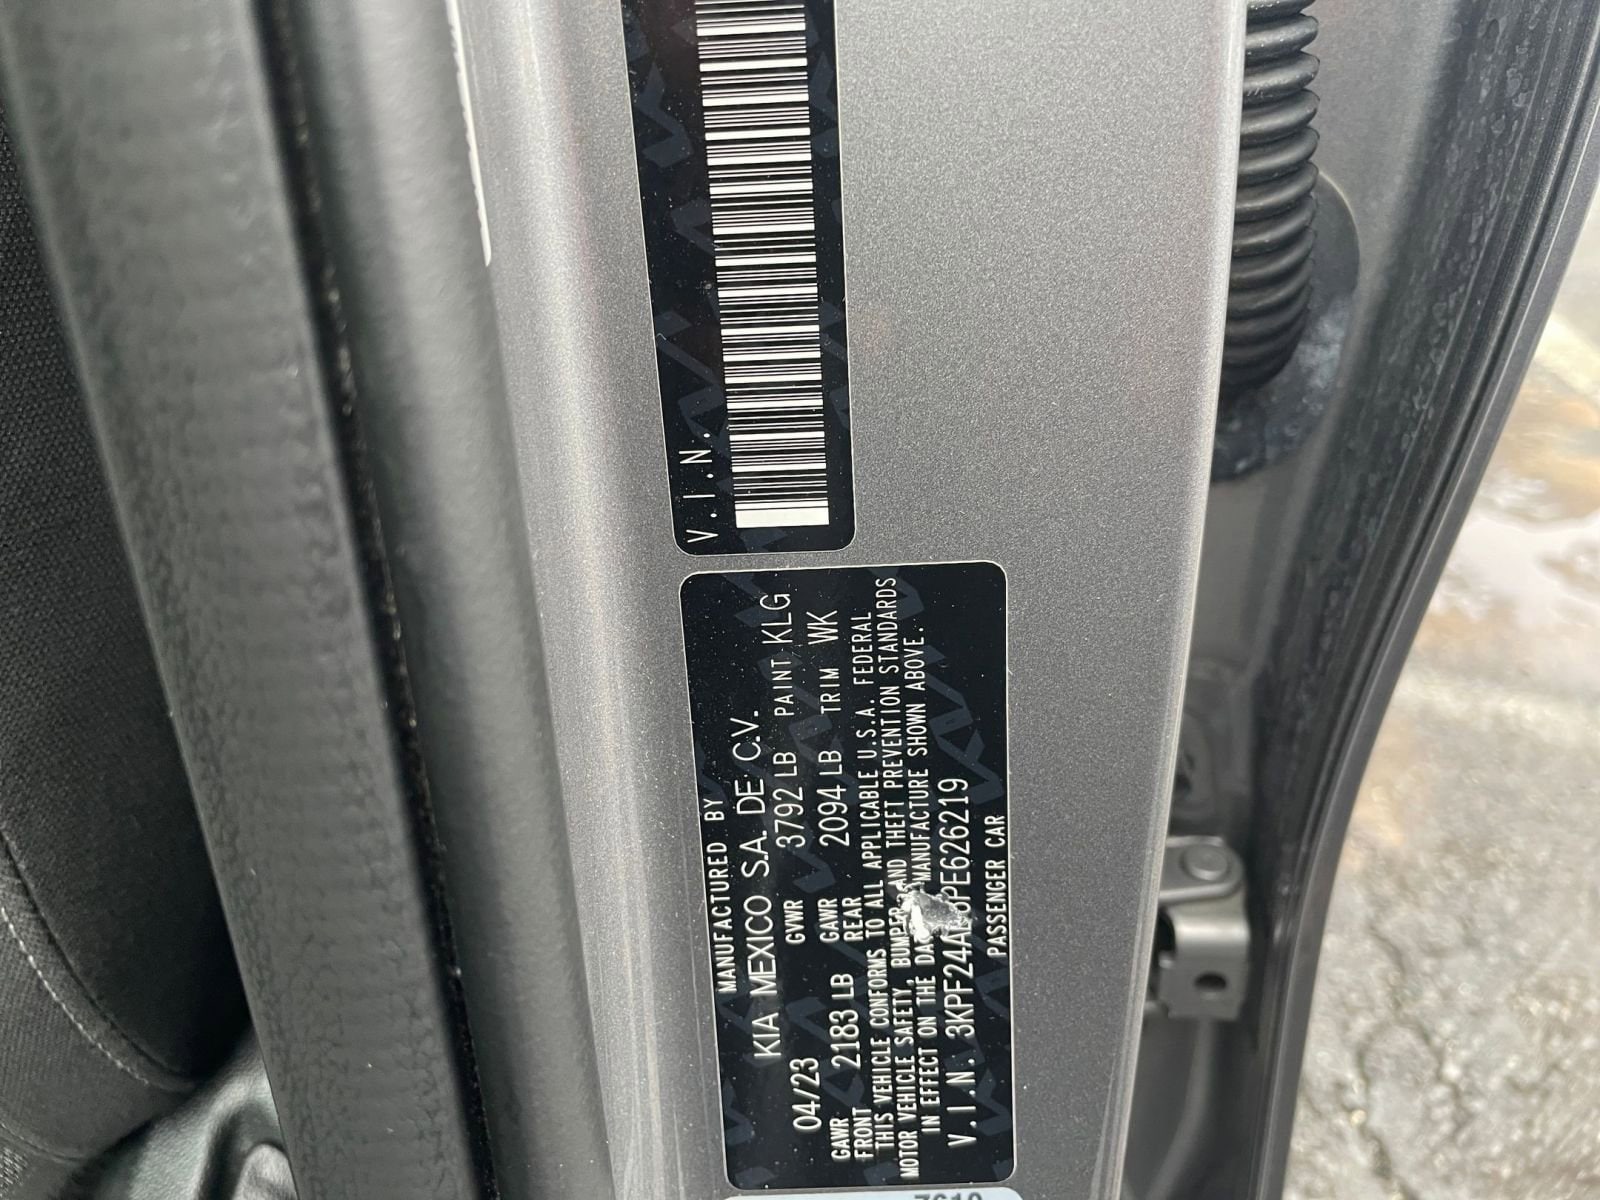 V.I.N.
MANUFACTURED BY
KIA MEXICO S.A. DE C.V.
04/23 GVWR 3792 LB PAINT KLG
GAWR FRONT 2183 LB GAWR REAR 2094 LB TRIM WK
THIS VEHICLE CONFORMS TO ALL APPLICABLE U.S.A. FEDERAL
MOTOR VEHICLE SAFETY, BUMPER AND THEFT PREVENTION STANDARDS
IN EFFECT ON THE MANUFACTURE SHOWN ABOVE.
V.I.N. 3KPF24AD3PE626219
PASSENGER CAR